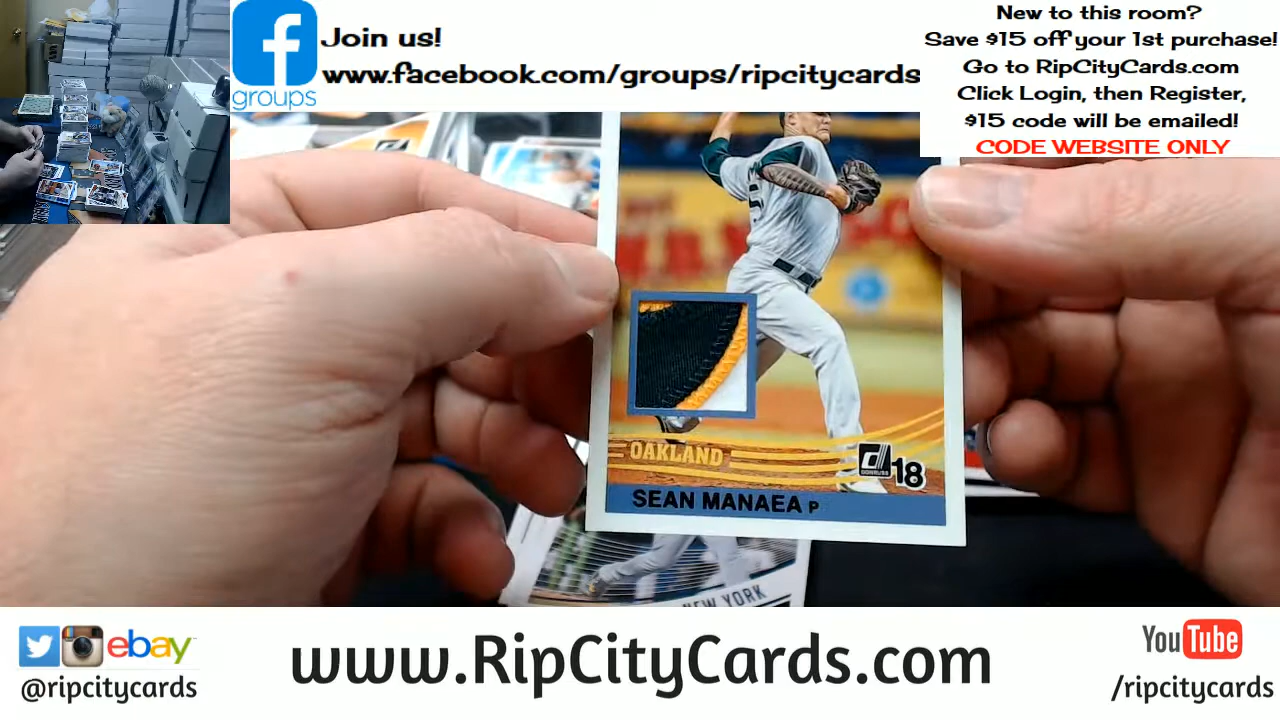 Join us!
www.facebook.com/groups/ripcitycards
groups
New to this room?
Save $15 off your 1st purchase!
Go to RipCityCards.com
Click Login, then Register,
$15 code will be emailed!
CODE WEBSITE ONLY
OAKLAND
DONRUSS
18
SEAN MANAEA P
NEW YORK
ebay
@ripcitycards
www.RipCityCards.com
YouTube
/ripcitycards